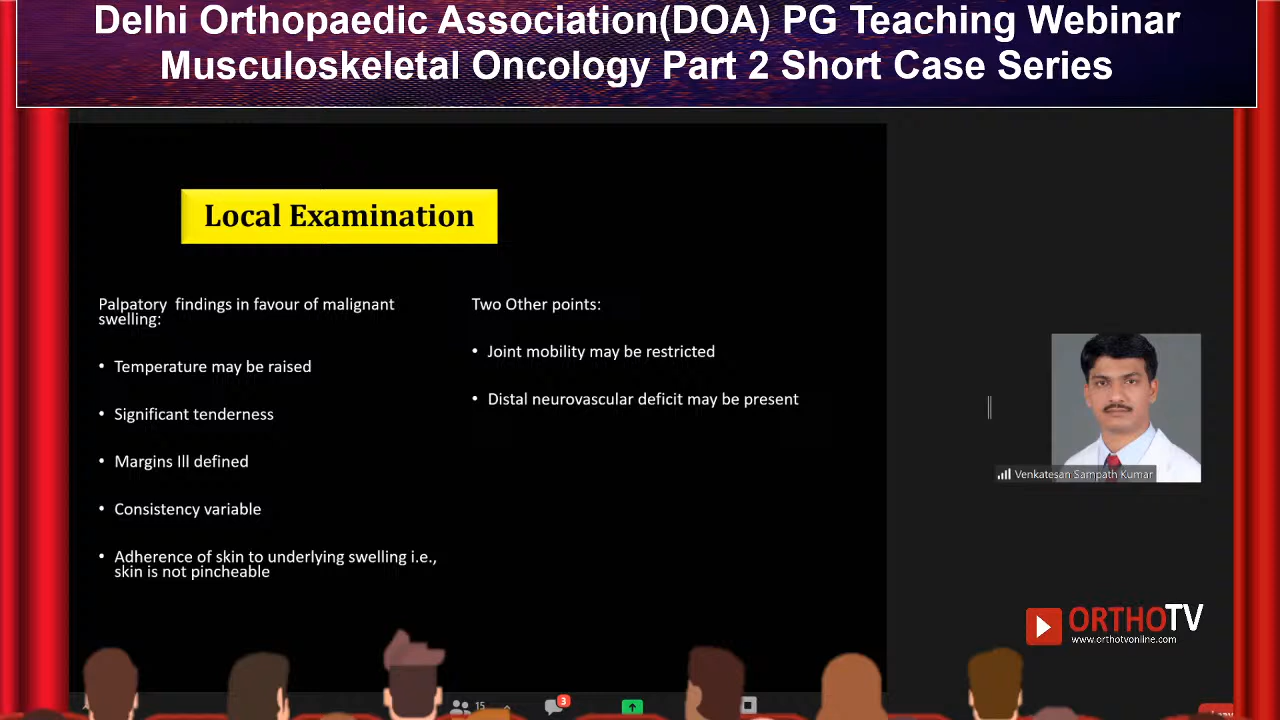 Delhi Orthopaedic Association(DOA) PG Teaching Webinar
Musculoskeletal Oncology Part 2 Short Case Series
Local Examination
Palpatory findings in favour of malignant
swelling:
• Temperature may be raised
• Significant tenderness
• Margins Ill defined
• Consistency variable
• Adherence of skin to underlying swelling i.e.,
skin is not pincheable
Two Other points:
• Joint mobility may be restricted
• Distal neurovascular deficit may be present
Venkatesan Sampath Kumar
ORTHOTV
www.orthotvonline.com
15
3